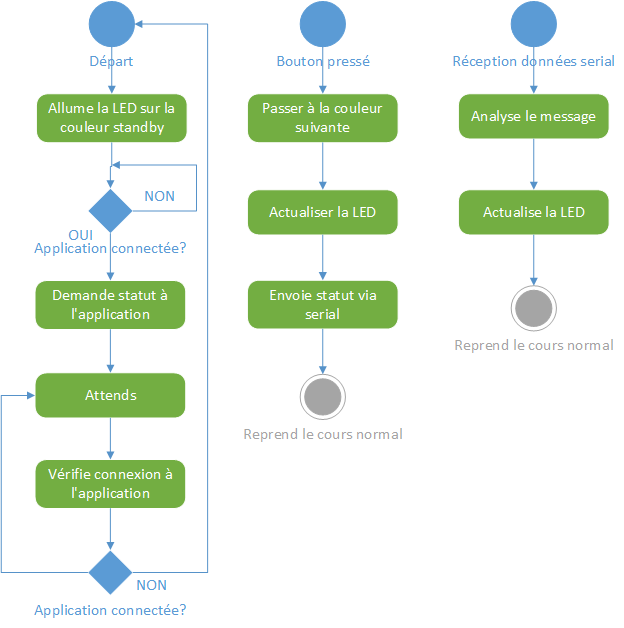 Départ
Allume la LED sur la
couleur standby
NON
OUI
Application connectée?
Demande statut à
l'application
Attends
Vérifie connexion à
l'application
NON
Application connectée?
Bouton pressé
Passer à la couleur
suivante
Actualiser la LED
Envoie statut via
serial
Reprend le cours normal
Réception données serial
Analyse le message
Actualise la LED
Reprend le cours normal